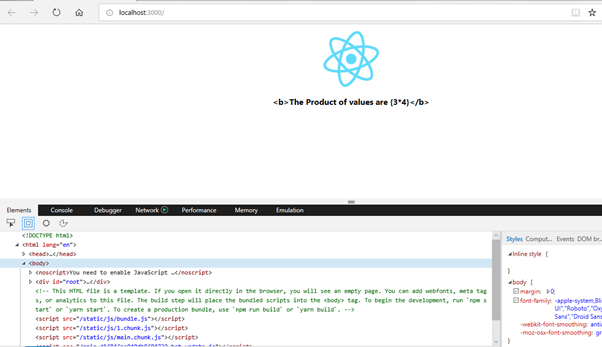 localhost:3000/
<b>The Product of values are {3*4}</b>
Elements Console Debugger Network Performance Memory Emulation
<!DOCTYPE html>
<html lang="en">
<head>…</head>
<body>
<noscript>You need to enable JavaScript …</noscript>
<div id="root">…</div>
<!-- This HTML file is a template. If you open it directly in the browser, you will see an empty page. You can add webfonts, meta tag
s, or analytics to this file. The build step will place the bundled scripts into the <body> tag. To begin the development, run `npm s
tart` or `yarn start`. To create a production bundle, use `npm run build` or `yarn build`. -->
<script src="/static/js/bundle.js"></script>
<script src="/static/js/1.chunk.js"></script>
<script src="/static/js/main.chunk.js"></script>
Styles Comput... Events DOM br...
Inline style {
}
body {
margin: 0;
font-family: -apple-system,Bli
UI","Roboto","Oxy
Sans","Droid San
-webkit-font-smoothing: antia
-moz-osx-font-smoothing: gr
}